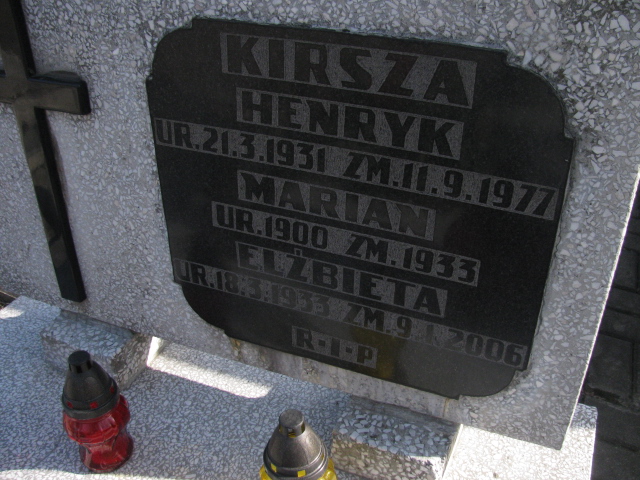 KIRSZA
HENRYK
UR.21.3.1931 ZM.11.9.1977
MARIAN
UR.1900 ZM.1933
ELŻBIETA
UR.18.3.1933 ZM.9.1.2006
R-I-P